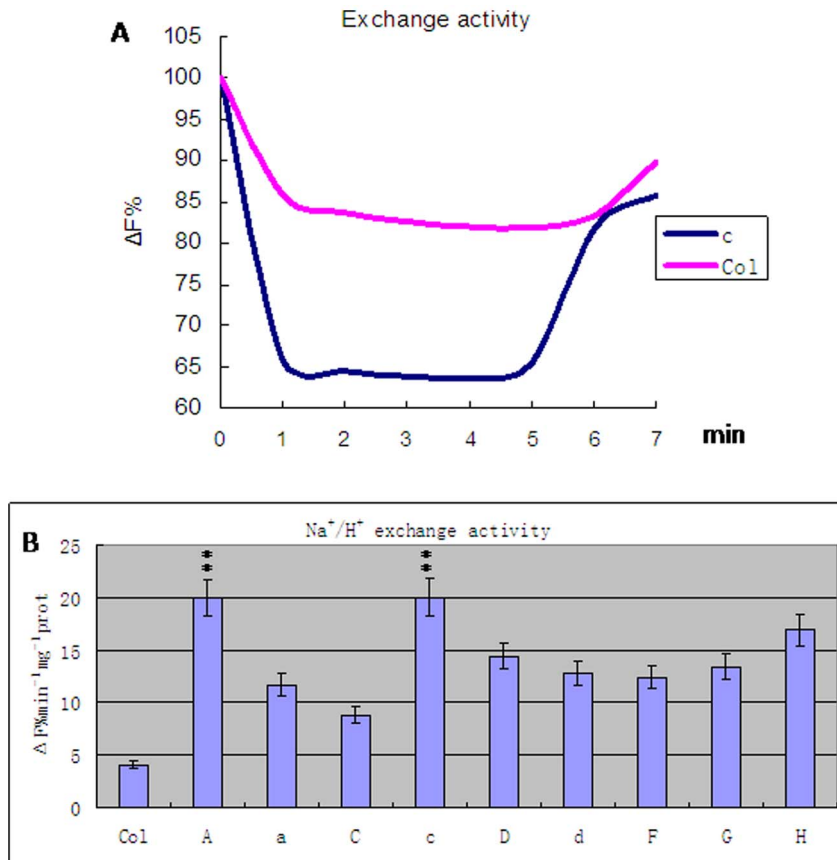 A
Exchange activity
105
100
95
90
85
80
75
70
65
60
ΔF%
0 1 2 3 4 5 6 7
min
c
Col
B
Na⁺/H⁺ exchange activity
25
20
15
10
5
0
ΔF%min⁻¹mg⁻¹prot
**
**
Col A a C c D d F G H